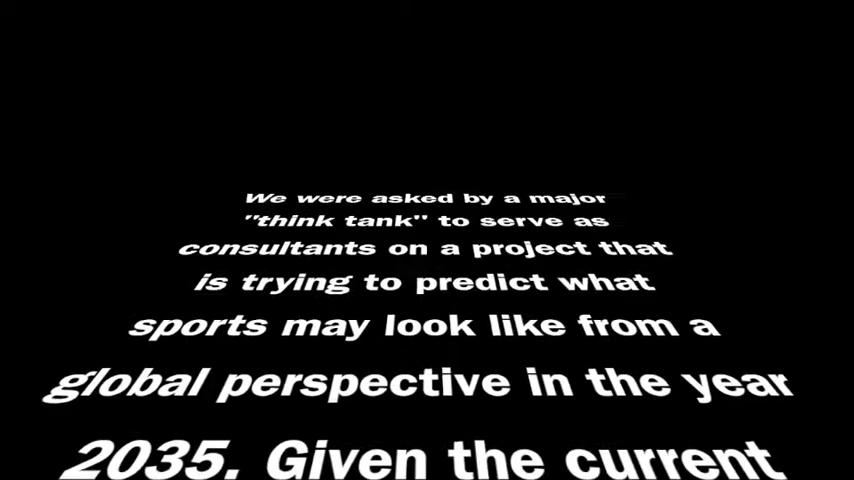 We were asked by a major
"think tank" to serve as
consultants on a project that
is trying to predict what
sports may look like from a
global perspective in the year
2035. Given the current